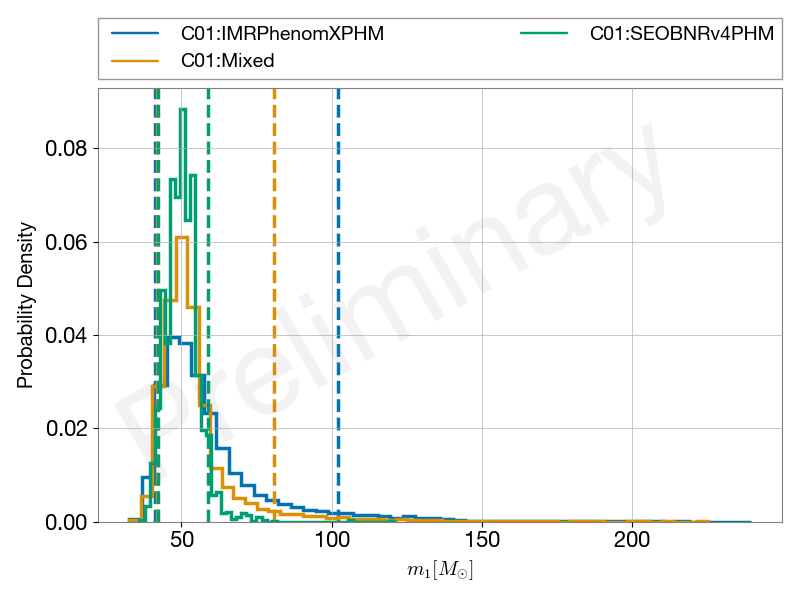 C01:IMRPhenomXPHM
C01:Mixed
C01:SEOBNRv4PHM
Preliminary
Probability Density
0.08
0.06
0.04
0.02
0.00
50 100 150 200
m₁[M☉]